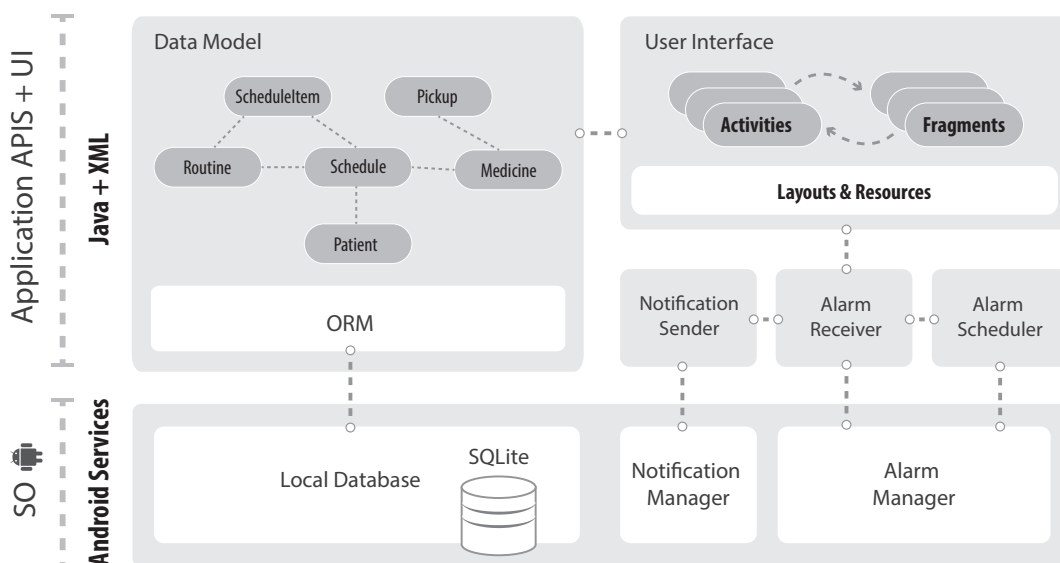 Application APIS + UI
Java + XML
Data Model
ScheduleItem
Pickup
Routine
Schedule
Medicine
Patient
ORM
User Interface
Activities
Fragments
Layouts & Resources
Notification
Sender
Alarm
Receiver
Alarm
Scheduler
SO
Android Services
Local Database
SQLite
Notification
Manager
Alarm
Manager